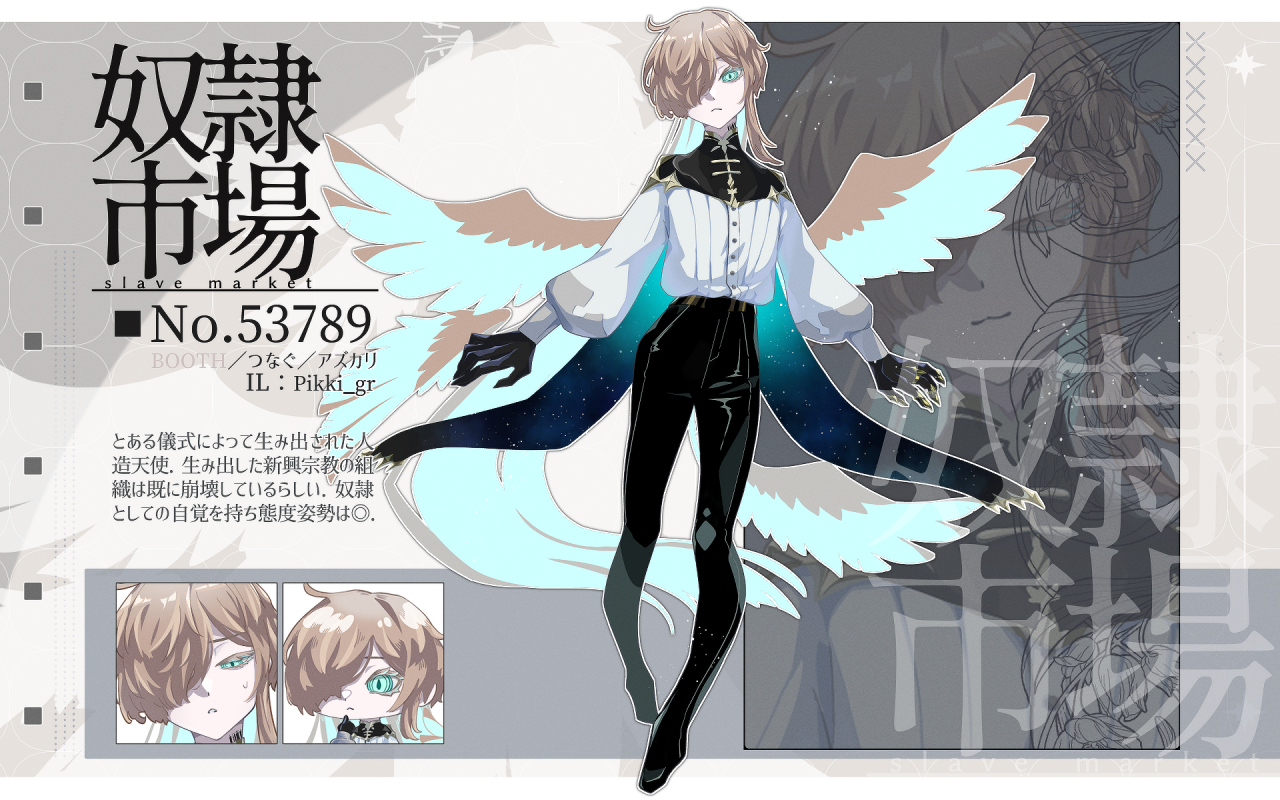 奴隷
市場
slave market
■No.53789
BOOTH／つなぐ／アズカリ
IL：Pikki_gr
とある儀式によって生み出された人
造天使．生み出した新興宗教の組
織は既に崩壊しているらしい．奴隷
としての自覚を持ち態度姿勢は◎．
奴隷
市場
slave market